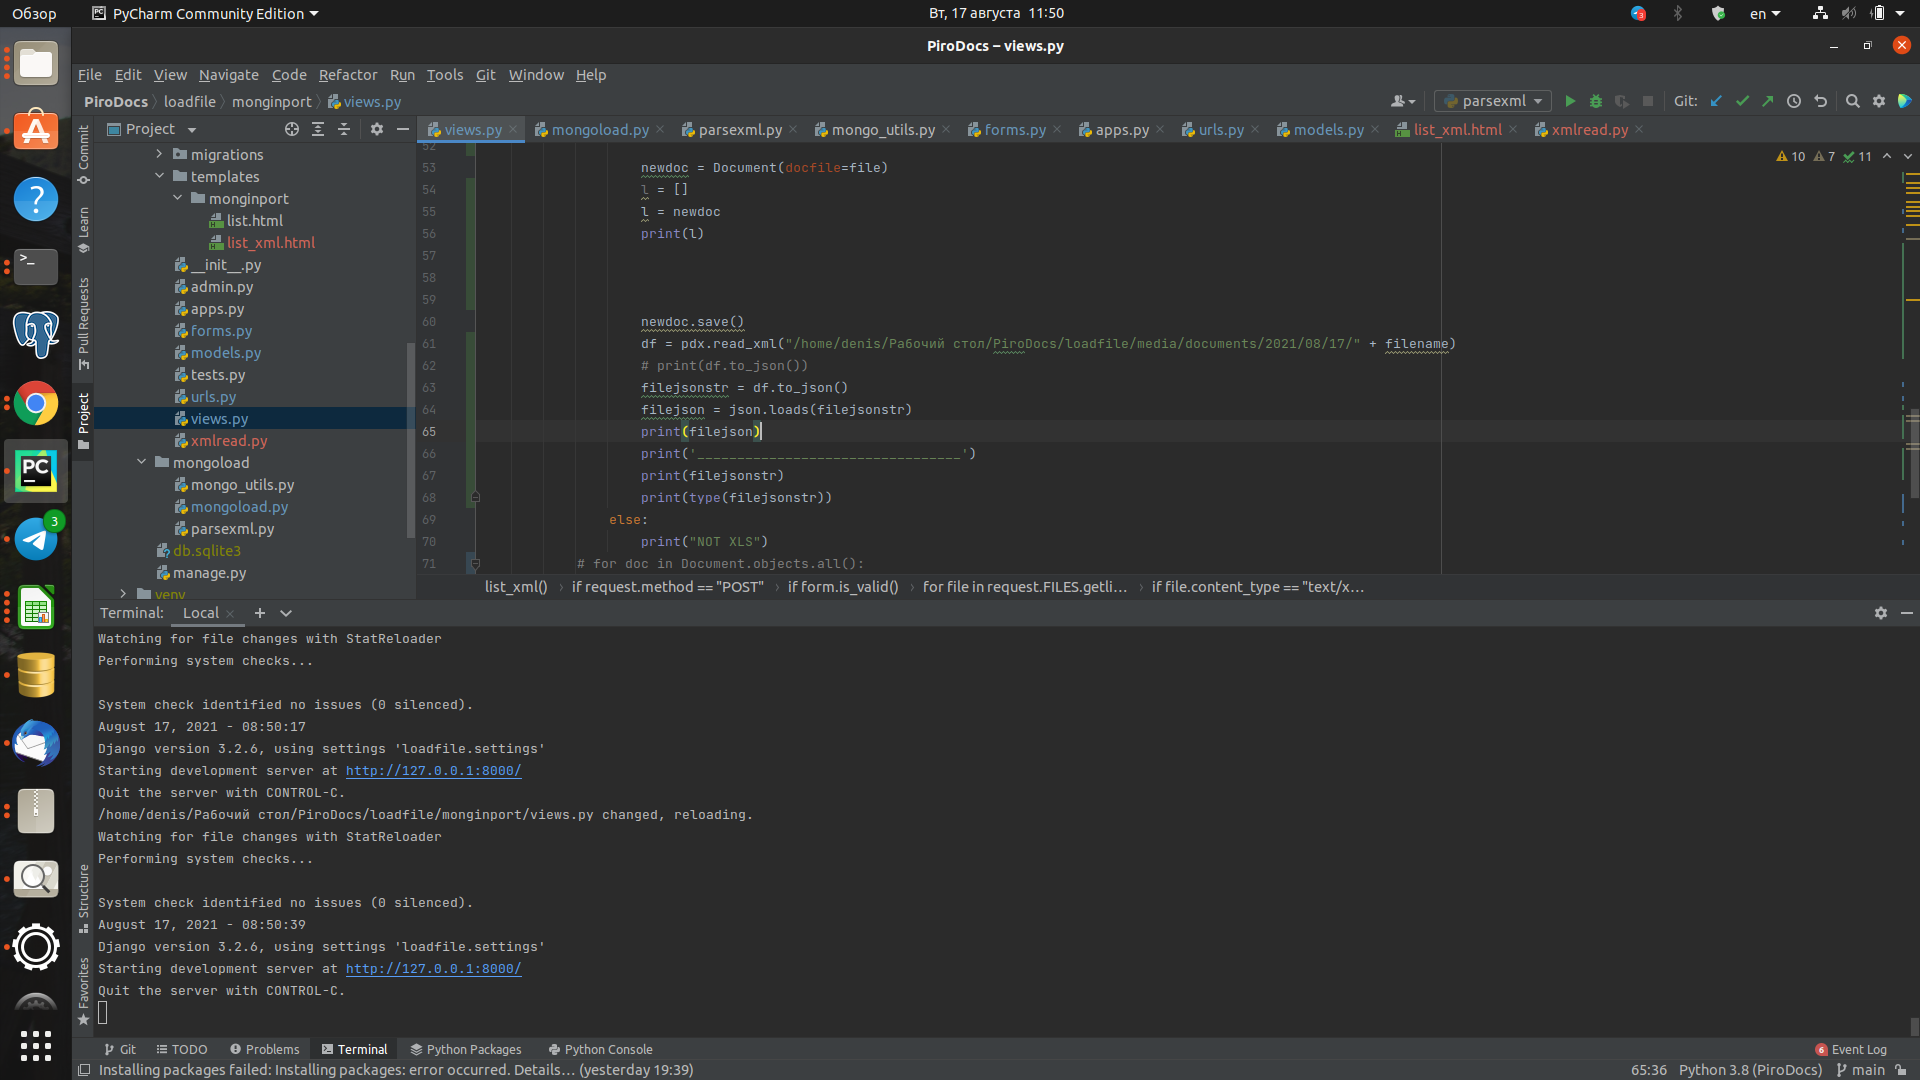 Обзор
PyCharm Community Edition
Вт, 17 августа 11:50
3
en
PiroDocs – views.py
File Edit View Navigate Code Refactor Run Tools Git Window Help
PiroDocs loadfile monginport views.py
parsexml
Git:
Commit
Learn
Pull Requests
Project
Structure
Favorites
Project
migrations
templates
monginport
list.html
list_xml.html
__init__.py
admin.py
apps.py
forms.py
models.py
tests.py
urls.py
views.py
xmlread.py
mongoload
mongo_utils.py
mongoload.py
parsexml.py
db.sqlite3
manage.py
venv
3
views.py mongoload.py parsexml.py mongo_utils.py forms.py apps.py urls.py models.py list_xml.html xmlread.py
10 7 11
52
53 newdoc = Document(docfile=file)
54 l = []
55 l = newdoc
56 print(l)
57
58
59
60 newdoc.save()
61 df = pdx.read_xml("/home/denis/Рабочий стол/PiroDocs/loadfile/media/documents/2021/08/17/" + filename)
62 # print(df.to_json())
63 filejsonstr = df.to_json()
64 filejson = json.loads(filejsonstr)
65 print(filejson)
66 print('_________________________________')
67 print(filejsonstr)
68 print(type(filejsonstr))
69 else:
70 print("NOT XLS")
71 # for doc in Document.objects.all():
list_xml() › if request.method == "POST" › if form.is_valid() › for file in request.FILES.getli... › if file.content_type == "text/x...
Terminal: Local
Watching for file changes with StatReloader
Performing system checks...
System check identified no issues (0 silenced).
August 17, 2021 - 08:50:17
Django version 3.2.6, using settings 'loadfile.settings'
Starting development server at http://127.0.0.1:8000/
Quit the server with CONTROL-C.
/home/denis/Рабочий стол/PiroDocs/loadfile/monginport/views.py changed, reloading.
Watching for file changes with StatReloader
Performing system checks...
System check identified no issues (0 silenced).
August 17, 2021 - 08:50:39
Django version 3.2.6, using settings 'loadfile.settings'
Starting development server at http://127.0.0.1:8000/
Quit the server with CONTROL-C.
Git TODO Problems Terminal Python Packages Python Console
6 Event Log
Installing packages failed: Installing packages: error occurred. Details... (yesterday 19:39)
65:36 Python 3.8 (PiroDocs) main